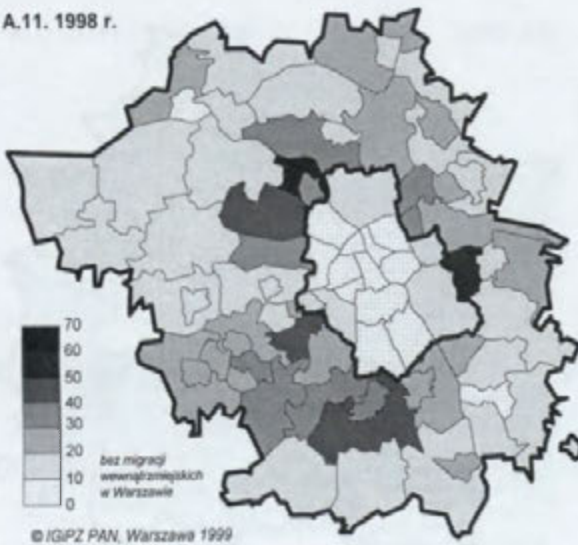 A.11. 1998 r.
70
60
50
40
30
20
10
0
bez migracji
wewnątrzmiejskich
w Warszawie
© IGiPZ PAN, Warszawa 1999